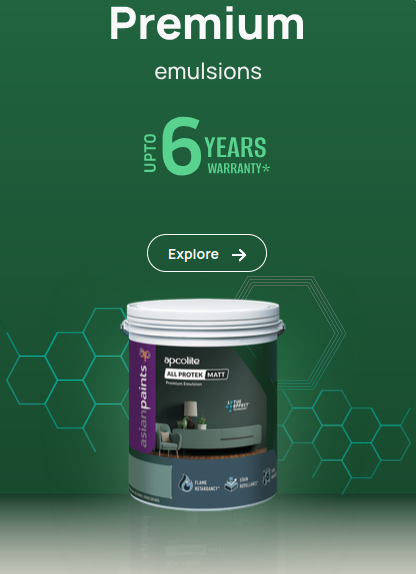 Premium
emulsions
UPTO
6 YEARS
WARRANTY*
Explore
asianpaints
apcolite
ALL PROTEK MATT
Premium Emulsion
FLAME
RETARDANCY*
STAIN
REPELLENCY*